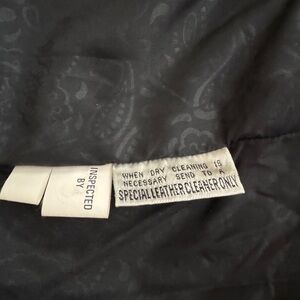 INSPECTED
BY
WHEN DRY CLEANING IS
NECESSARY SEND TO A
SPECIAL LEATHER CLEANER ONLY